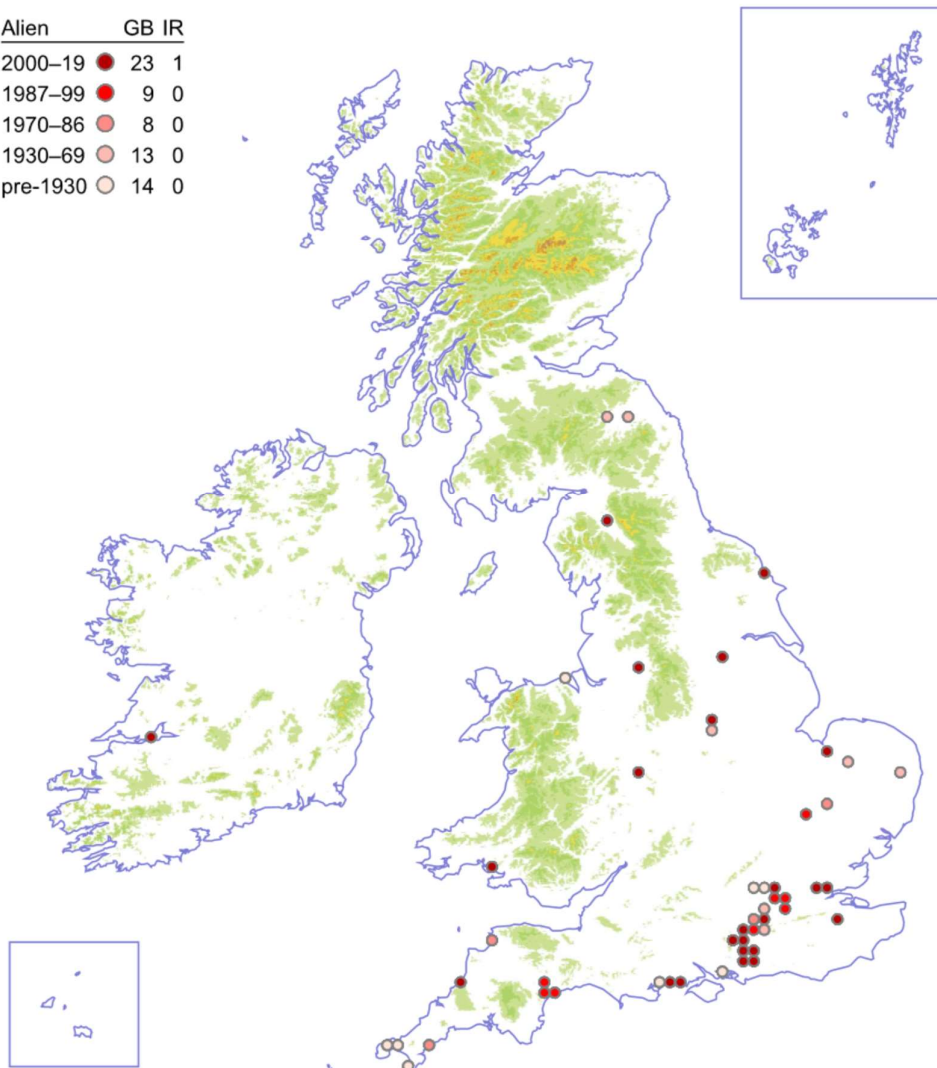 Alien GB IR
2000–19 23 1
1987–99 9 0
1970–86 8 0
1930–69 13 0
pre-1930 14 0